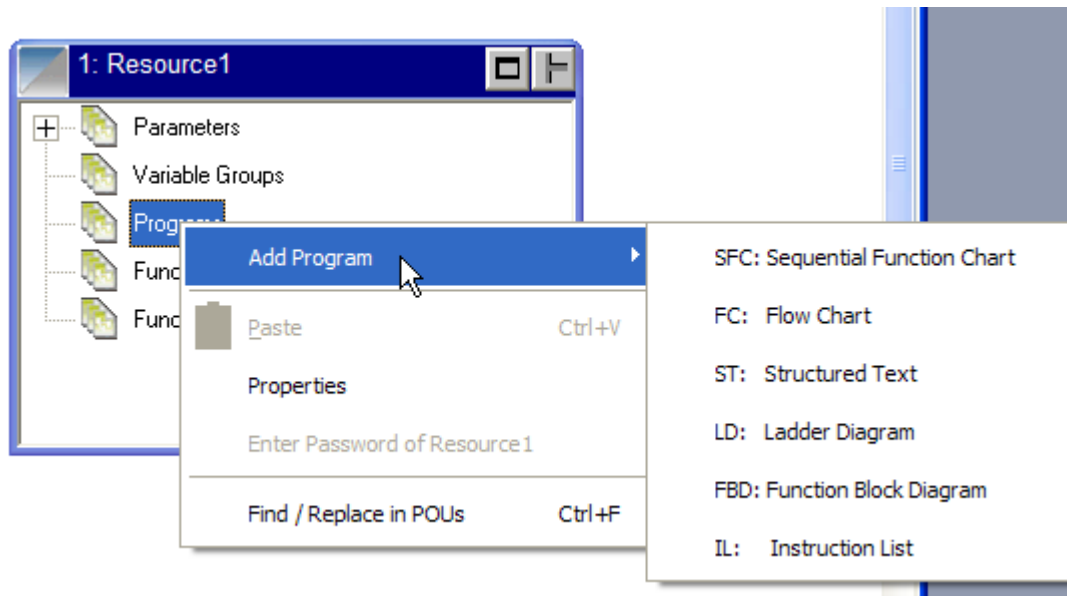 1: Resource1
Parameters
Variable Groups
Add Program
Paste Ctrl+V
Properties
Enter Password of Resource1
Find / Replace in POUs Ctrl+F
SFC: Sequential Function Chart
FC: Flow Chart
ST: Structured Text
LD: Ladder Diagram
FBD: Function Block Diagram
IL: Instruction List